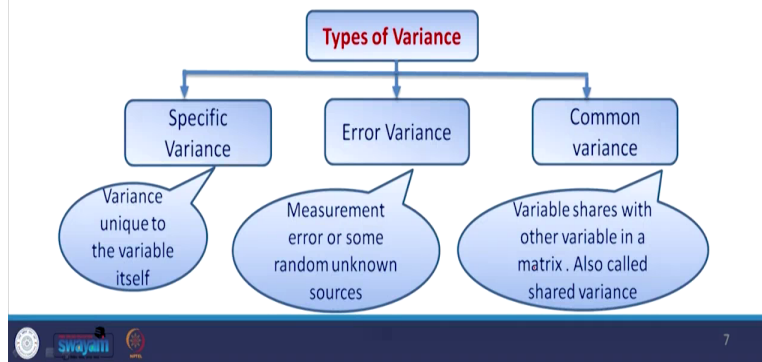 Types of Variance
Specific
Variance
Error Variance
Common
variance
Variance
unique to
the variable
itself
Measurement
error or some
random unknown
sources
Variable shares with
other variable in a
matrix . Also called
shared variance
swayam
7